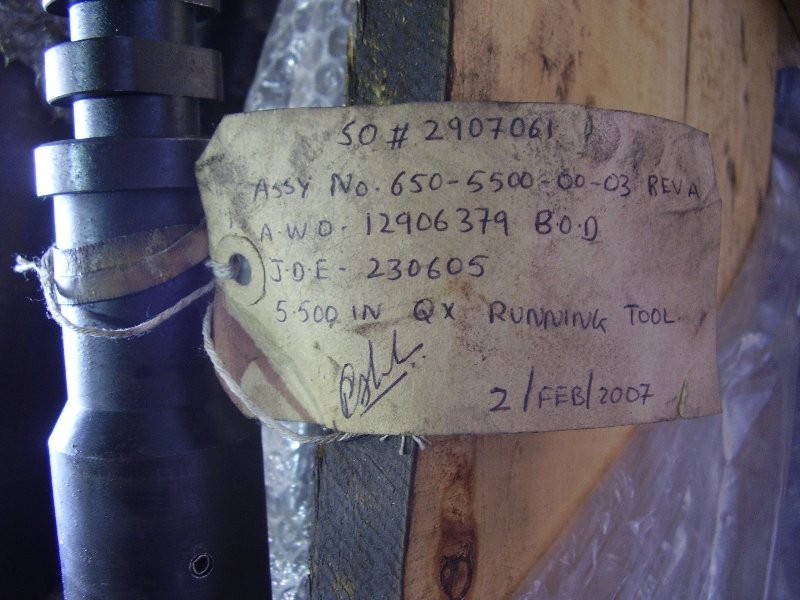 SO # 2907061
ASSY NO. 650-5500-00-03 REV A
A.W.O. 12906379 B.O.D
J.D.E - 230605
5.500 IN QX RUNNING TOOL.
2/FEB/2007